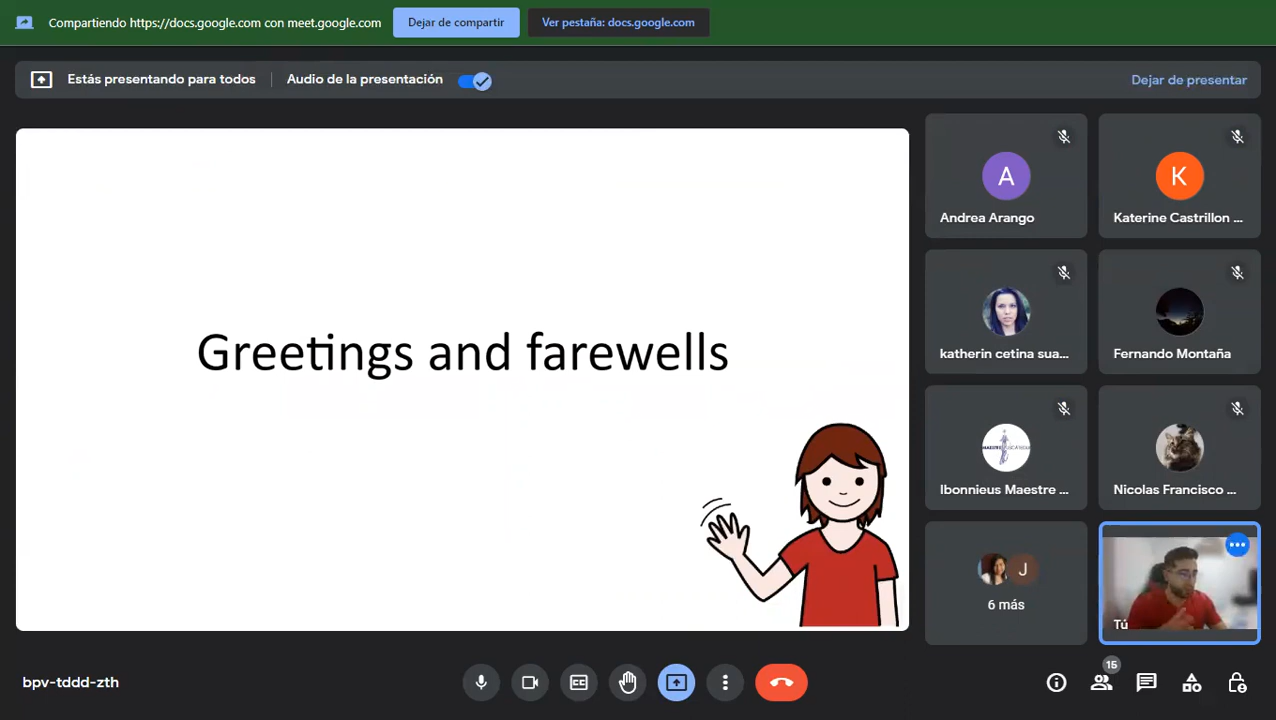 Compartiendo https://docs.google.com con meet.google.com Dejar de compartir Ver pestaña: docs.google.com
Estás presentando para todos Audio de la presentación Dejar de presentar
Greetings and farewells
A K
Andrea Arango Katerine Castrillon ...
katherin cetina sua... Fernando Montaña
Ibonnieus Maestre ... Nicolas Francisco ...
J
6 más
Tú
bpv-tddd-zth
CC
15